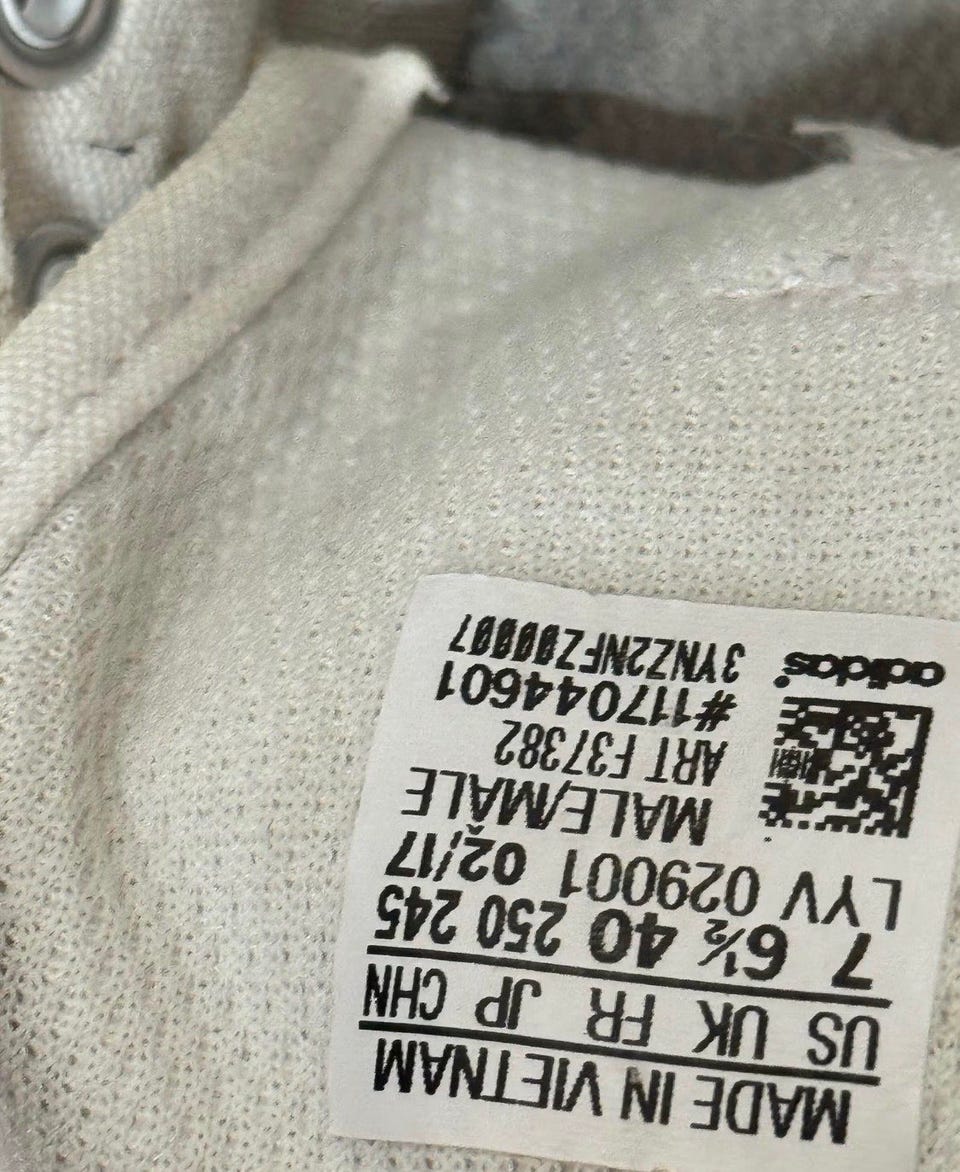 MADE IN VIETNAM
US UK FR JP CHN
7 6½ 40 250 245
LYV 029001 02/17
MALE/MALE
ART F37382
#117044601
3YNZ2NFZ00007
adidas